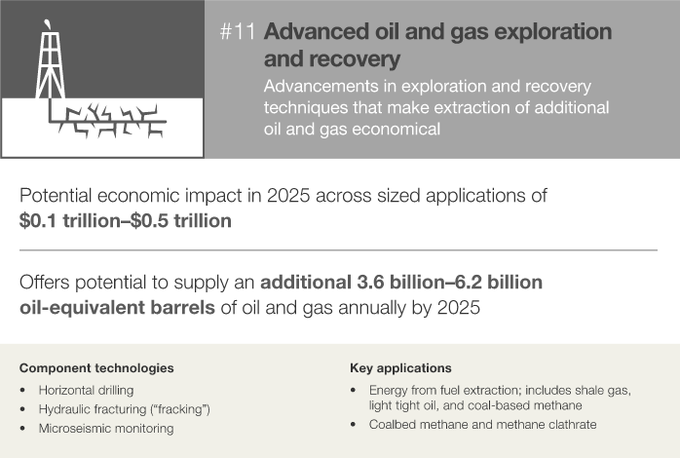 #11 Advanced oil and gas exploration
and recovery
Advancements in exploration and recovery
techniques that make extraction of additional
oil and gas economical
Potential economic impact in 2025 across sized applications of
$0.1 trillion–$0.5 trillion
Offers potential to supply an additional 3.6 billion–6.2 billion
oil-equivalent barrels of oil and gas annually by 2025
Component technologies
• Horizontal drilling
• Hydraulic fracturing (“fracking”)
• Microseismic monitoring
Key applications
• Energy from fuel extraction; includes shale gas,
light tight oil, and coal-based methane
• Coalbed methane and methane clathrate